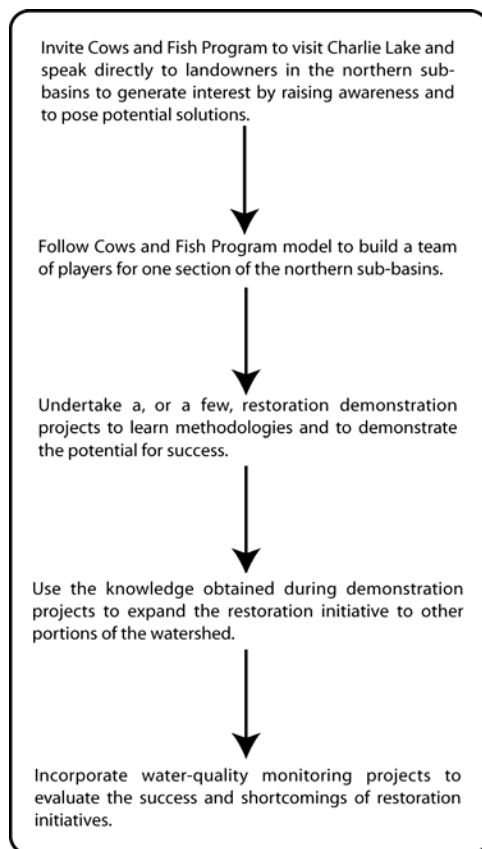 Invite Cows and Fish Program to visit Charlie Lake and
speak directly to landowners in the northern sub-
basins to generate interest by raising awareness and
to pose potential solutions.
Follow Cows and Fish Program model to build a team
of players for one section of the northern sub-basins.
Undertake a, or a few, restoration demonstration
projects to learn methodologies and to demonstrate
the potential for success.
Use the knowledge obtained during demonstration
projects to expand the restoration initiative to other
portions of the watershed.
Incorporate water-quality monitoring projects to
evaluate the success and shortcomings of restoration
initiatives.